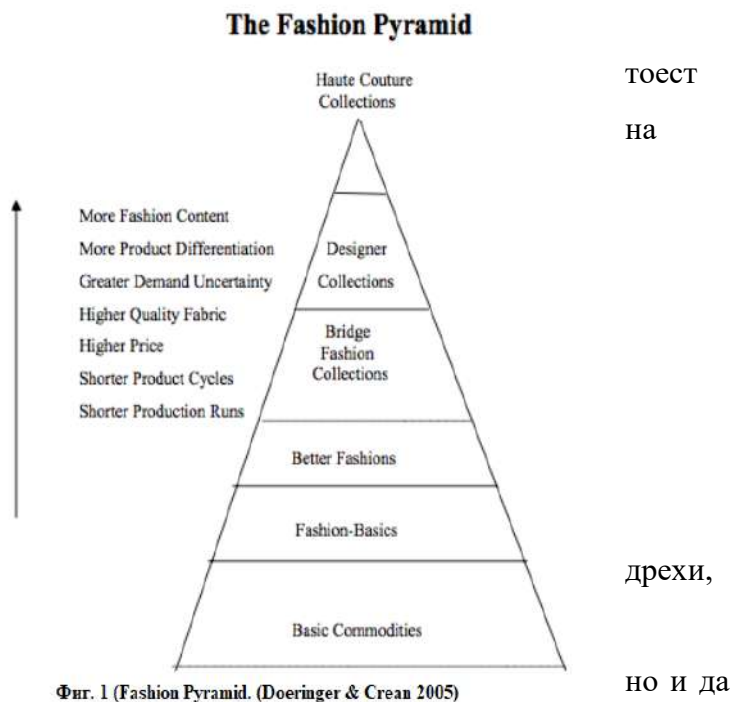 The Fashion Pyramid
Haute Couture
Collections
тоест
на
More Fashion Content
More Product Differentiation
Greater Demand Uncertainty
Higher Quality Fabric
Higher Price
Shorter Product Cycles
Shorter Production Runs
Designer
Collections
Bridge
Fashion
Collections
Better Fashions
Fashion-Basics
Basic Commodities
дрехи,
но и да
Фиг. 1 (Fashion Pyramid. (Doeringer & Crean 2005)